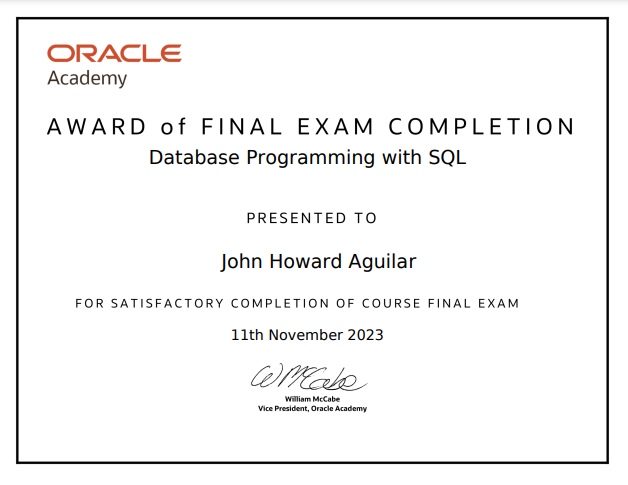 ORACLE
Academy
AWARD of FINAL EXAM COMPLETION
Database Programming with SQL
PRESENTED TO
John Howard Aguilar
FOR SATISFACTORY COMPLETION OF COURSE FINAL EXAM
11th November 2023
WMcCabe
William McCabe
Vice President, Oracle Academy